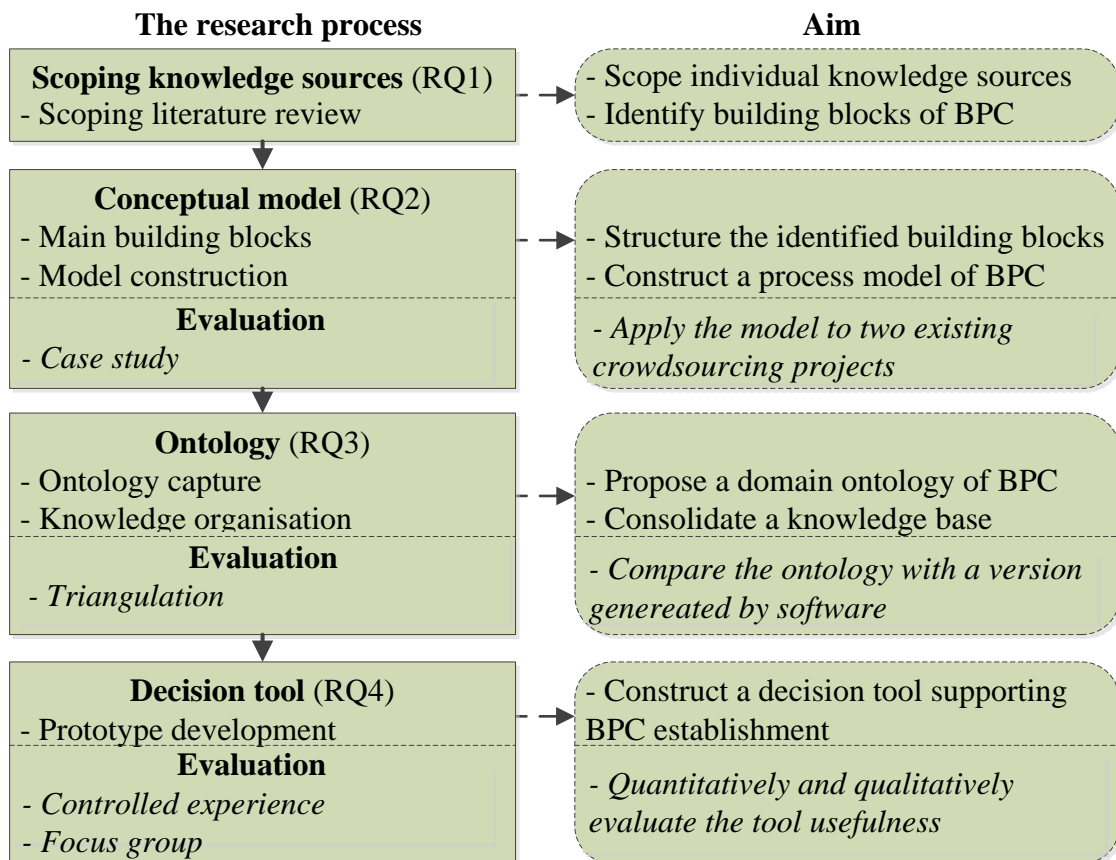 The research process
Aim
Scoping knowledge sources (RQ1)
- Scoping literature review
- Scope individual knowledge sources
- Identify building blocks of BPC
Conceptual model (RQ2)
- Main building blocks
- Model construction
Evaluation
- Case study
- Structure the identified building blocks
- Construct a process model of BPC
- Apply the model to two existing
crowdsourcing projects
Ontology (RQ3)
- Ontology capture
- Knowledge organisation
Evaluation
- Triangulation
- Propose a domain ontology of BPC
- Consolidate a knowledge base
- Compare the ontology with a version
genereated by software
Decision tool (RQ4)
- Prototype development
Evaluation
- Controlled experience
- Focus group
- Construct a decision tool supporting
BPC establishment
- Quantitatively and qualitatively
evaluate the tool usefulness